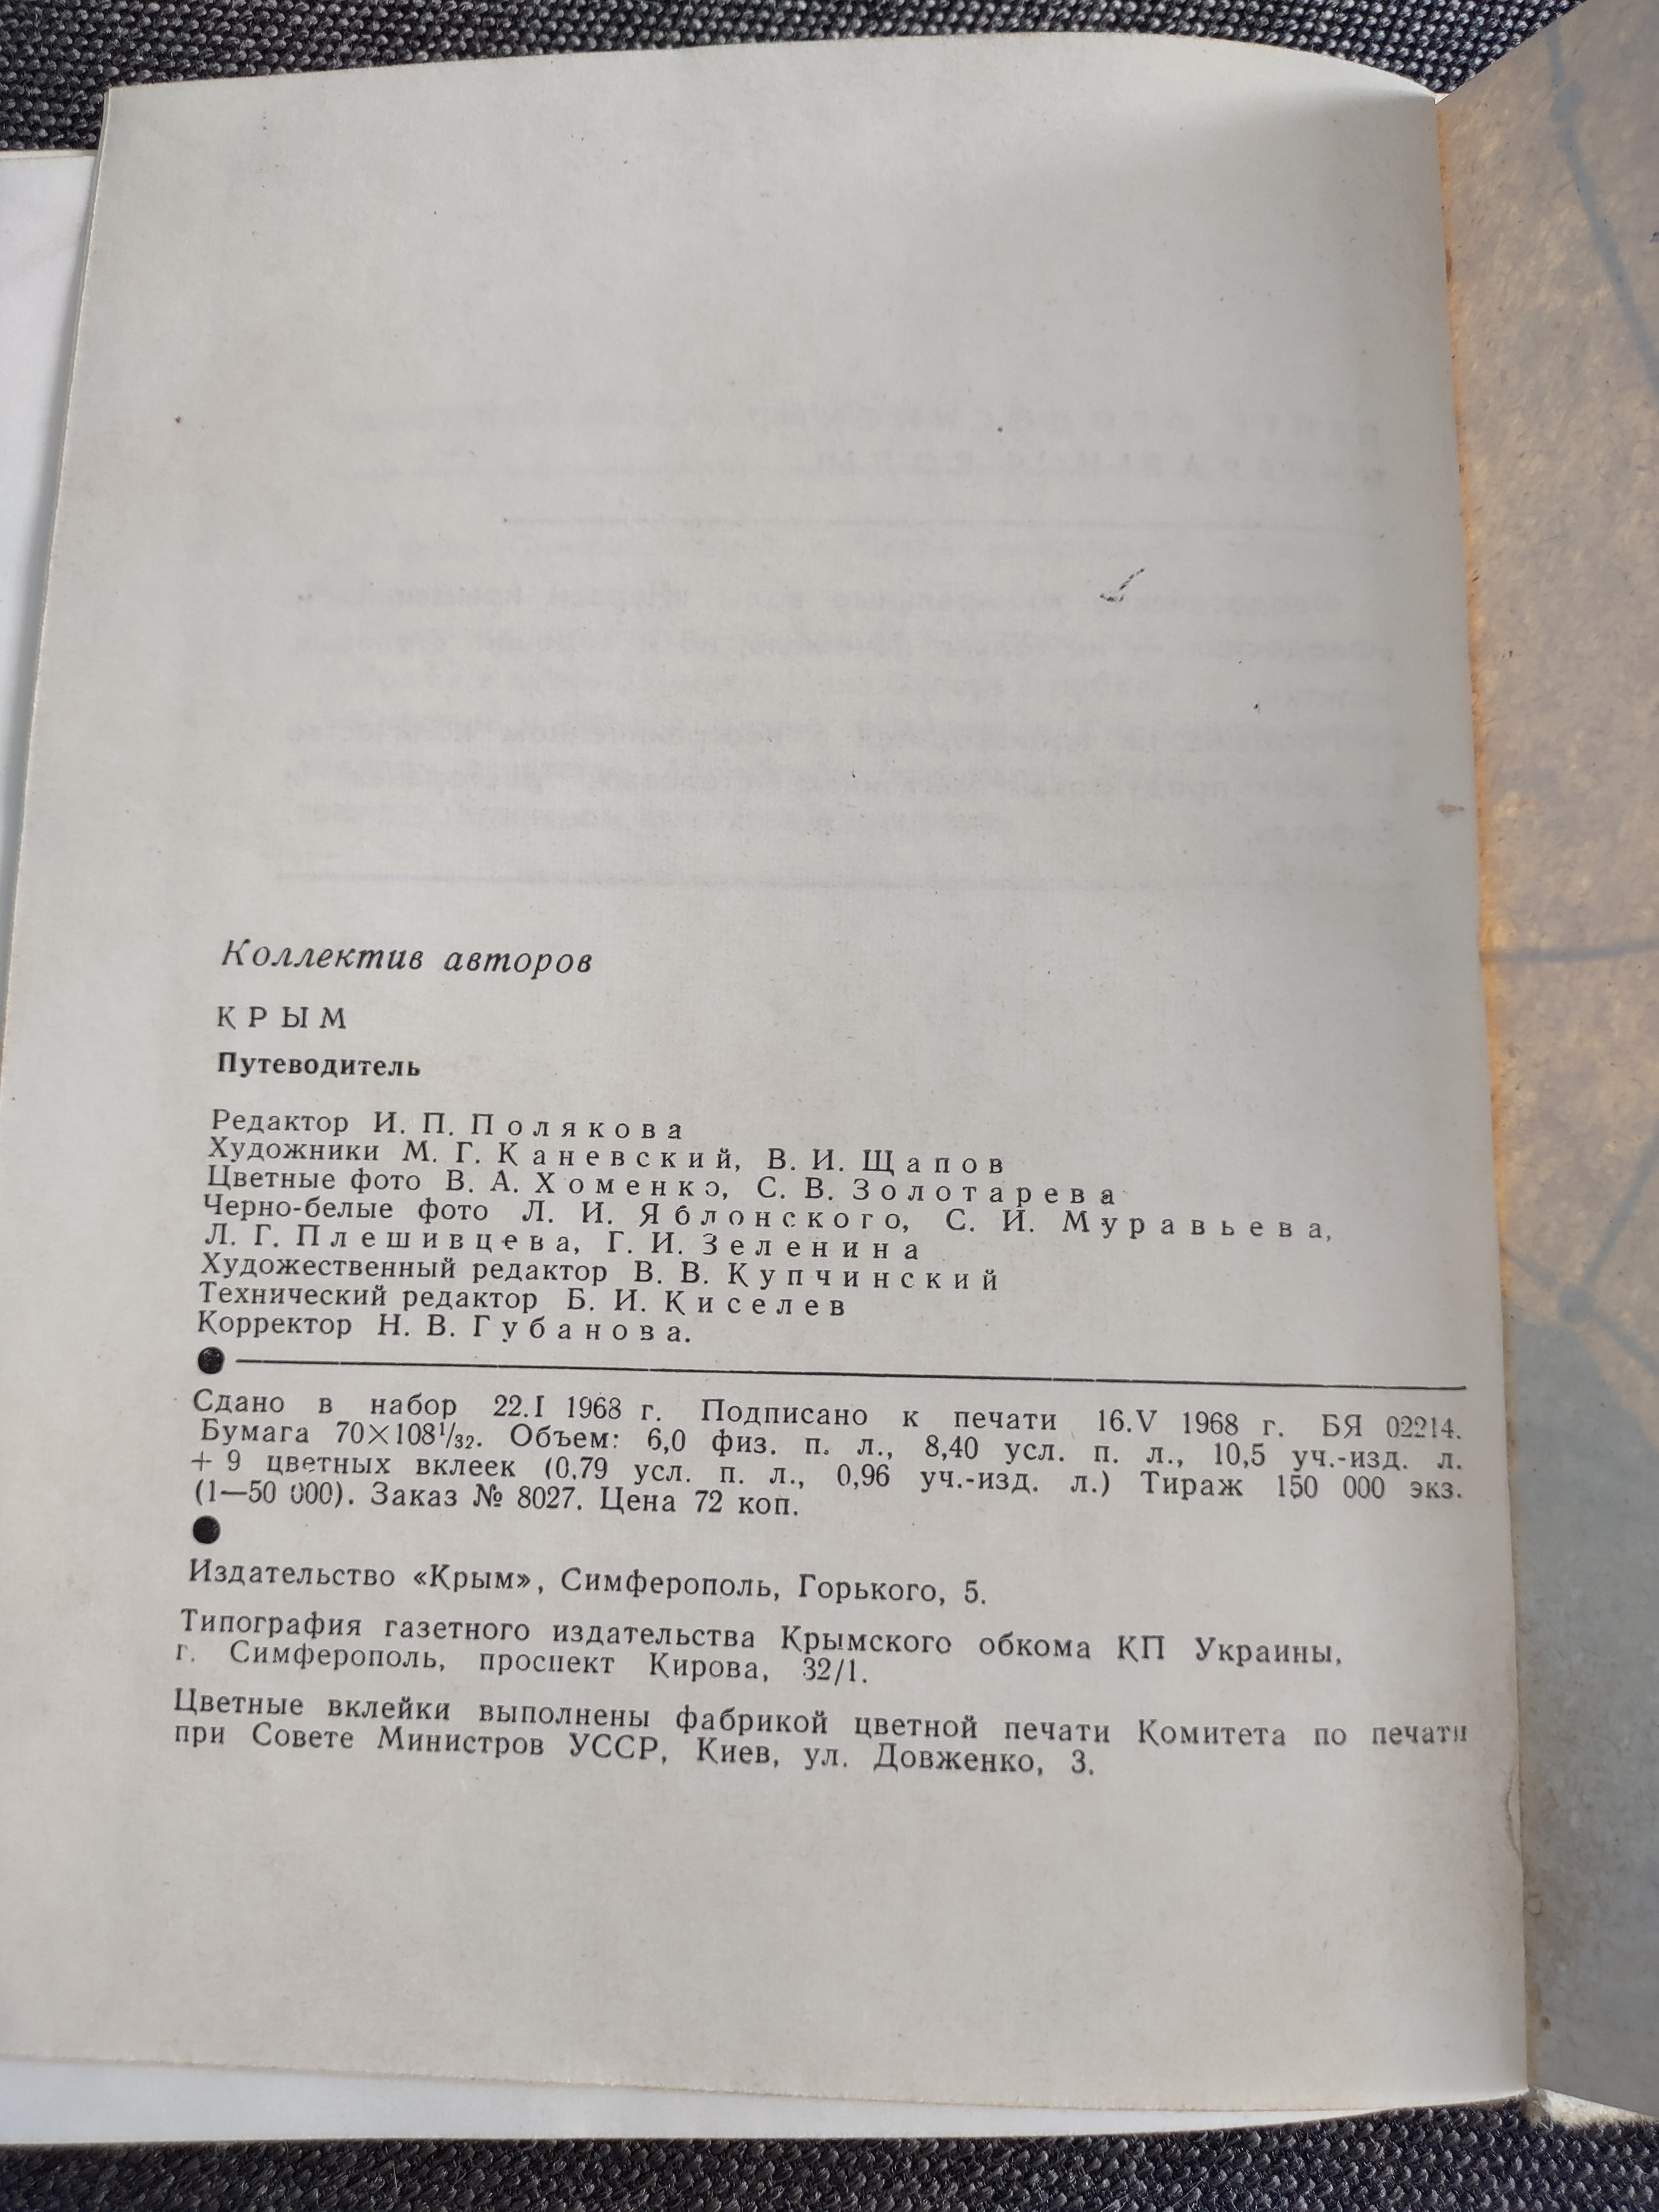 Коллектив авторов
КРЫМ
Путеводитель
Редактор И. П. Полякова
Художники М. Г. Каневский, В. И. Щапов
Цветные фото В. А. Хоменко, С. В. Золотарева
Черно-белые фото Л. И. Яблонского, С. И. Муравьева,
Л. Г. Плешивцева, Г. И. Зеленина
Художественный редактор В. В. Купчинский
Технический редактор Б. И. Киселев
Корректор Н. В. Губанова.
Сдано в набор 22.I 1968 г. Подписано к печати 16.V 1968 г. БЯ 02214.
Бумага 70×108¹/₃₂. Объем: 6,0 физ. п. л., 8,40 усл. п. л., 10,5 уч.-изд. л.
+ 9 цветных вклеек (0,79 усл. п. л., 0,96 уч.-изд. л.) Тираж 150 000 экз.
(1—50 000). Заказ № 8027. Цена 72 коп.
Издательство «Крым», Симферополь, Горького, 5.
Типография газетного издательства Крымского обкома КП Украины,
г. Симферополь, проспект Кирова, 32/1.
Цветные вклейки выполнены фабрикой цветной печати Комитета по печати
при Совете Министров УССР, Киев, ул. Довженко, 3.